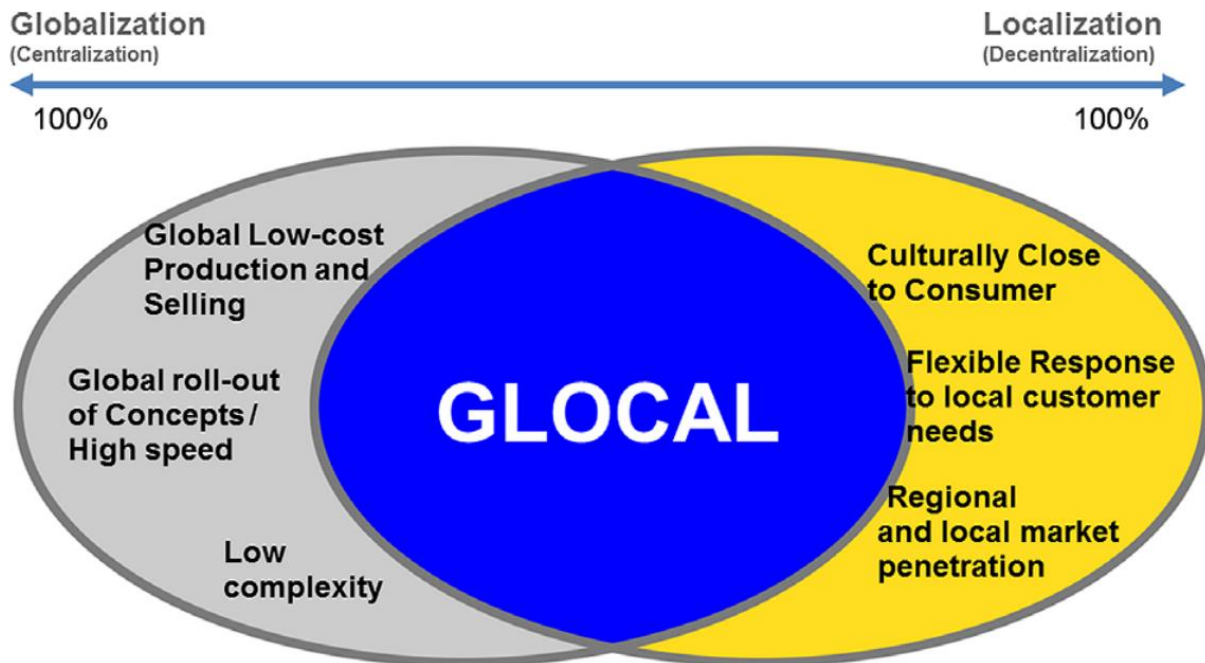 Globalization
(Centralization)
Localization
(Decentralization)
100%
100%
Global Low-cost
Production and
Selling
Global roll-out
of Concepts/
High speed
Low
complexity
GLOCAL
Culturally Close
to Consumer
Flexible Response
to local customer
needs
Regional
and local market
penetration